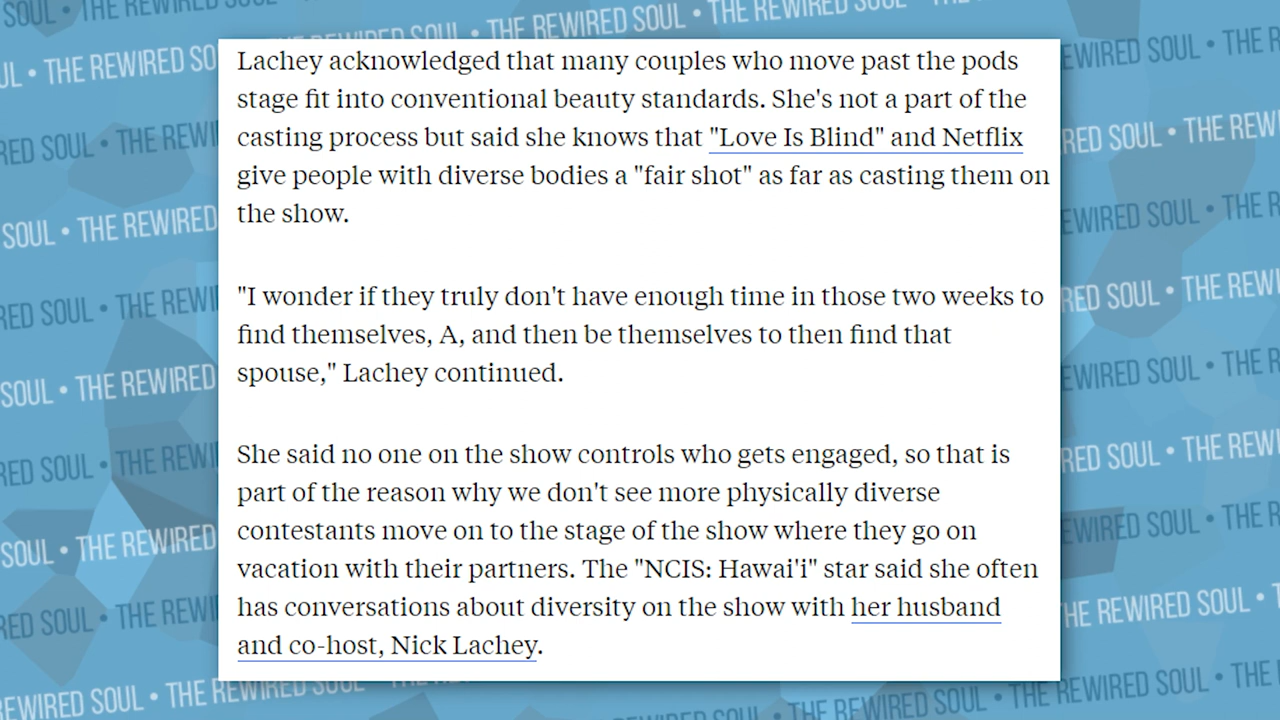 Lachey acknowledged that many couples who move past the pods
stage fit into conventional beauty standards. She's not a part of the
casting process but said she knows that "Love Is Blind" and Netflix
give people with diverse bodies a "fair shot" as far as casting them on
the show.
"I wonder if they truly don't have enough time in those two weeks to
find themselves, A, and then be themselves to then find that
spouse," Lachey continued.
She said no one on the show controls who gets engaged, so that is
part of the reason why we don't see more physically diverse
contestants move on to the stage of the show where they go on
vacation with their partners. The "NCIS: Hawai'i" star said she often
has conversations about diversity on the show with her husband
and co-host, Nick Lachey.
THE REWIRED SOUL • THE REWIRED SOUL